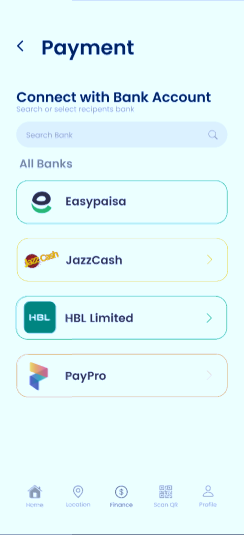 Payment
Connect with Bank Account
Search or select recipents bank
Search Bank
All Banks
Easypaisa
JazzCash
JazzCash
HBL
HBL Limited
PayPro
Home
Location
Finance
Scan QR
Profile